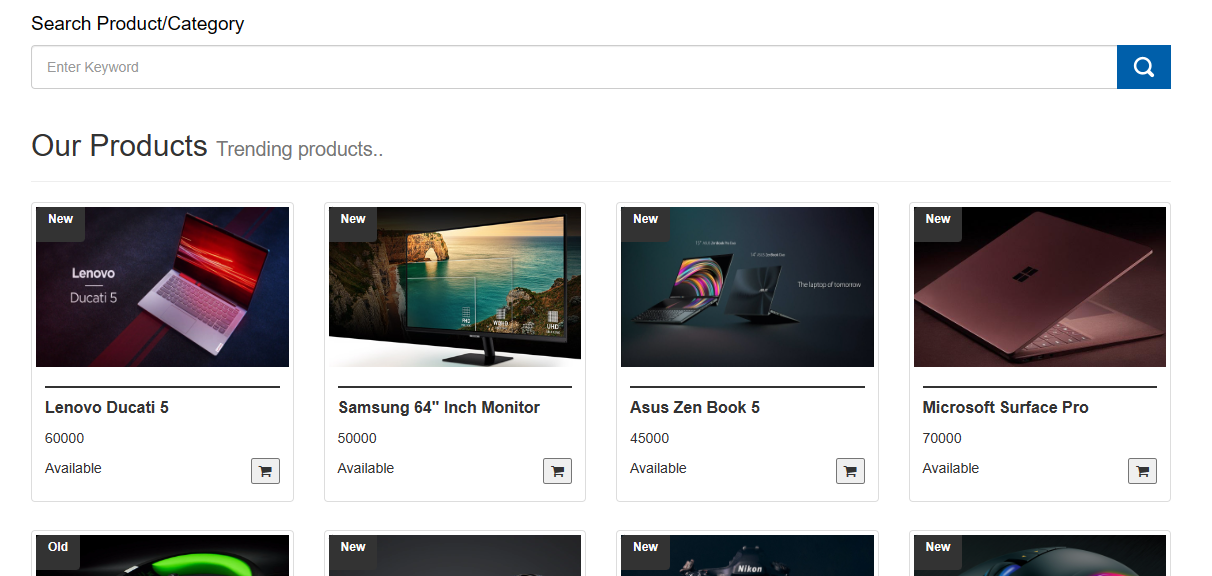 Search Product/Category
Enter Keyword
Our Products Trending products..
New
Lenovo
Ducati 5
Lenovo Ducati 5
60000
Available
New
UHD
Samsung 64" Inch Monitor
50000
Available
New
The laptop of tomorrow
Asus Zen Book 5
45000
Available
New
Microsoft Surface Pro
70000
Available
Old
New
New
Nikon
New